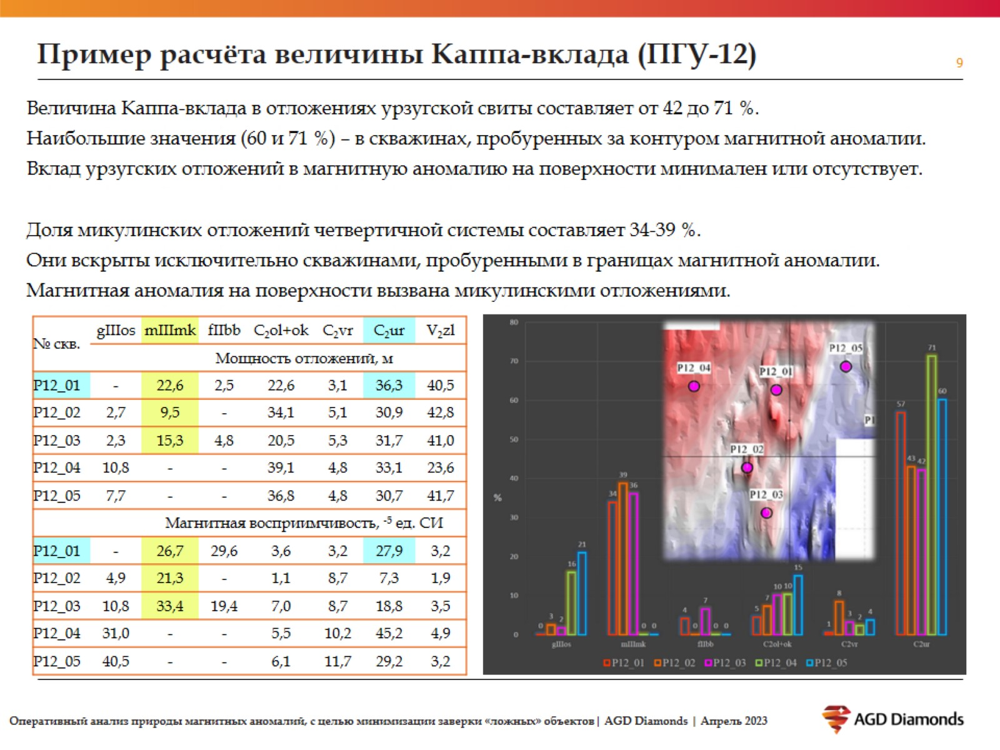 Пример расчёта величины Каппа-вклада (ПГУ-12)
9
Величина Каппа-вклада в отложениях урзугской свиты составляет от 42 до 71 %.
Наибольшие значения (60 и 71 %) – в скважинах, пробуренных за контуром магнитной аномалии.
Вклад урзугских отложений в магнитную аномалию на поверхности минимален или отсутствует.
Доля микулинских отложений четвертичной системы составляет 34-39 %.
Они вскрыты исключительно скважинами, пробуренными в границах магнитной аномалии.
Магнитная аномалия на поверхности вызвана микулинскими отложениями.
№ скв. gIIIos mIIImk fIIbb C₂ol+ok C₂vr C₂ur V₂zl
Мощность отложений, м
P12_01 - 22,6 2,5 22,6 3,1 36,3 40,5
P12_02 2,7 9,5 - 34,1 5,1 30,9 42,8
P12_03 2,3 15,3 4,8 20,5 5,3 31,7 41,0
P12_04 10,8 - - 39,1 4,8 33,1 23,6
P12_05 7,7 - - 36,8 4,8 30,7 41,7
Магнитная восприимчивость, ⁻⁵ ед. СИ
P12_01 - 26,7 29,6 3,6 3,2 27,9 3,2
P12_02 4,9 21,3 - 1,1 8,7 7,3 1,9
P12_03 10,8 33,4 19,4 7,0 8,7 18,8 3,5
P12_04 31,0 - - 5,5 10,2 45,2 4,9
P12_05 40,5 - - 6,1 11,7 29,2 3,2
80
70
60
50
40
30
20
10
0
%
0 3 2 16 21
34 39 36 0 0
4 0 7 0 0
5 7 10 10 15
1 8 3 2 4
57 43 42 71 60
gIIIos mIIImk fIIbb C2ol+ok C2vr C2ur
P12_01 P12_02 P12_03 P12_04 P12_05
P12_05
P12_04
P12_01
P1
P12_02
P12_03
Оперативный анализ природы магнитных аномалий, с целью минимизации заверки «ложных» объектов | AGD Diamonds | Апрель 2023
AGD Diamonds